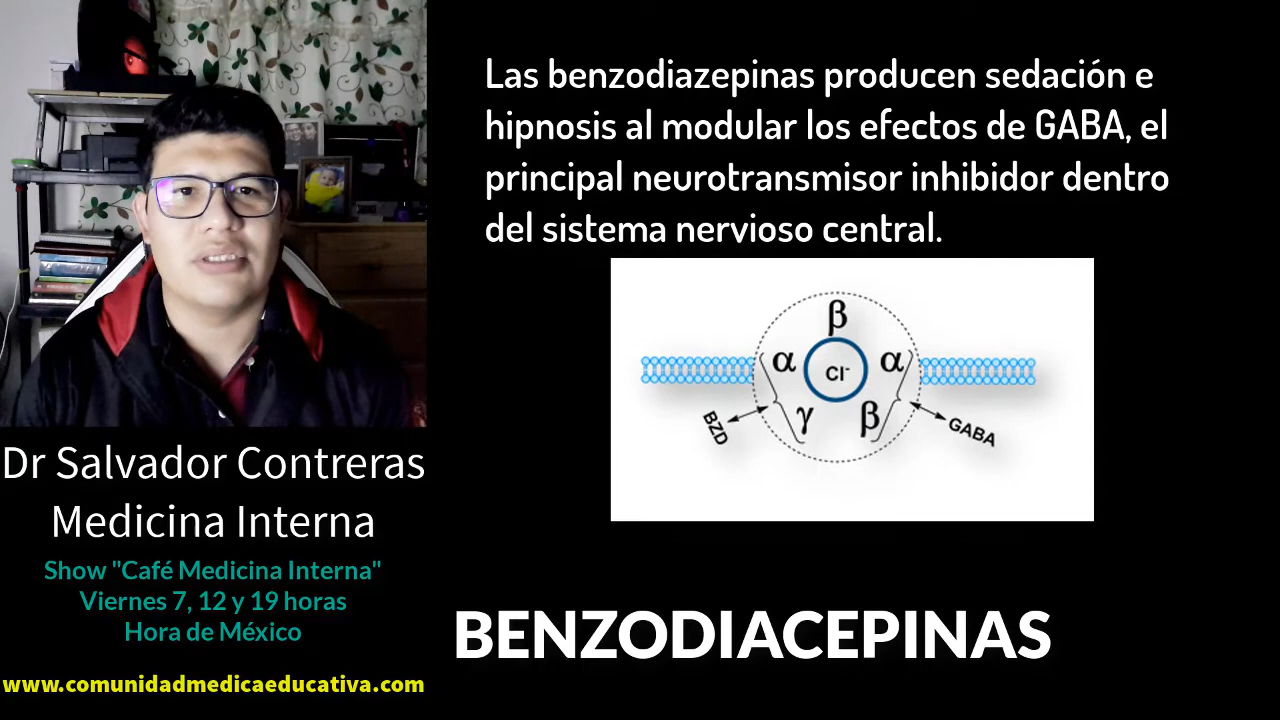 Las benzodiazepinas producen sedación e
hipnosis al modular los efectos de GABA, el
principal neurotransmisor inhibidor dentro
del sistema nervioso central.
β
α
Cl-
α
γ
β
BZD
GABA
Dr Salvador Contreras
Medicina Interna
Show "Café Medicina Interna"
Viernes 7, 12 y 19 horas
Hora de México
www.comunidadmedicaeducativa.com
BENZODIACEPINAS